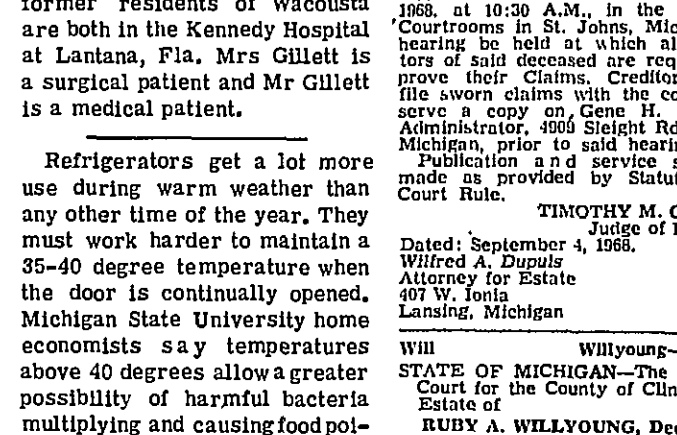 former residents of Wacousta
are both in the Kennedy Hospital
at Lantana, Fla. Mrs Gillett is
a surgical patient and Mr Gillett
is a medical patient.
Refrigerators get a lot more
use during warm weather than
any other time of the year. They
must work harder to maintain a
35-40 degree temperature when
the door is continually opened.
Michigan State University home
economists say temperatures
above 40 degrees allow a greater
possibility of harmful bacteria
multiplying and causing food poi-
1968, at 10:30 A.M., in the
Courtrooms in St. Johns, Mic
hearing be held at which al
tors of said deceased are req
prove their Claims. Creditor
file sworn claims with the co
serve a copy on Gene H.
Administrator, 4909 Sleight Rd
Michigan, prior to said hearin
Publication and service s
made as provided by Statut
Court Rule.
TIMOTHY M. G
Judge of P
Dated: September 4, 1968.
Wilfred A. Dupuis
Attorney for Estate
407 W. Ionia
Lansing, Michigan
Will Willyoung—
STATE OF MICHIGAN—The
Court for the County of Clin
Estate of
RUBY A. WILLYOUNG, Dec